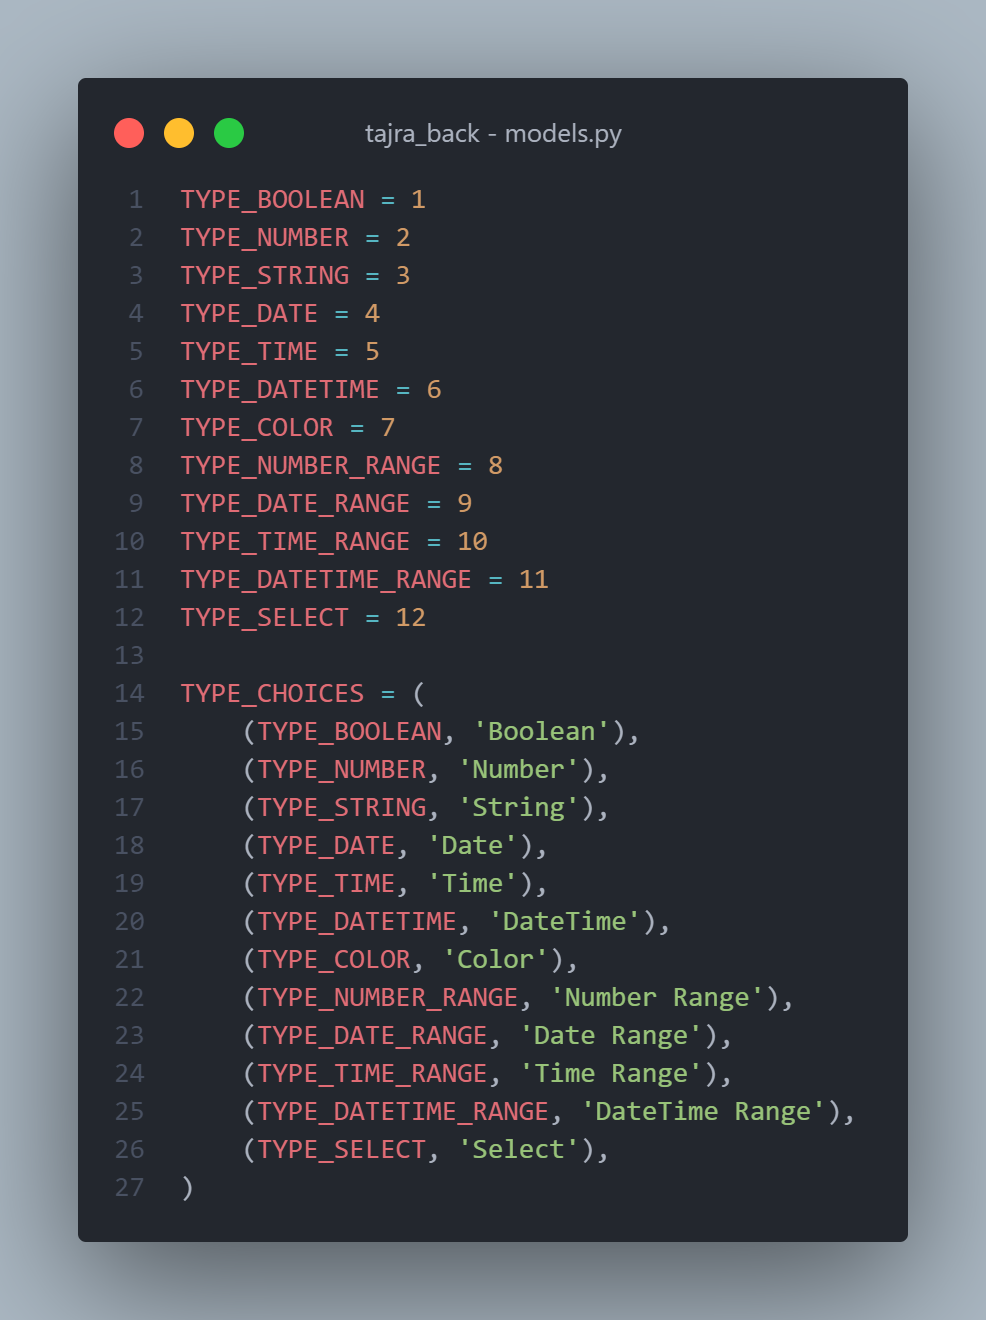 tajra_back - models.py
1 TYPE_BOOLEAN = 1
2 TYPE_NUMBER = 2
3 TYPE_STRING = 3
4 TYPE_DATE = 4
5 TYPE_TIME = 5
6 TYPE_DATETIME = 6
7 TYPE_COLOR = 7
8 TYPE_NUMBER_RANGE = 8
9 TYPE_DATE_RANGE = 9
10 TYPE_TIME_RANGE = 10
11 TYPE_DATETIME_RANGE = 11
12 TYPE_SELECT = 12
13
14 TYPE_CHOICES = (
15     (TYPE_BOOLEAN, 'Boolean'),
16     (TYPE_NUMBER, 'Number'),
17     (TYPE_STRING, 'String'),
18     (TYPE_DATE, 'Date'),
19     (TYPE_TIME, 'Time'),
20     (TYPE_DATETIME, 'DateTime'),
21     (TYPE_COLOR, 'Color'),
22     (TYPE_NUMBER_RANGE, 'Number Range'),
23     (TYPE_DATE_RANGE, 'Date Range'),
24     (TYPE_TIME_RANGE, 'Time Range'),
25     (TYPE_DATETIME_RANGE, 'DateTime Range'),
26     (TYPE_SELECT, 'Select'),
27 )